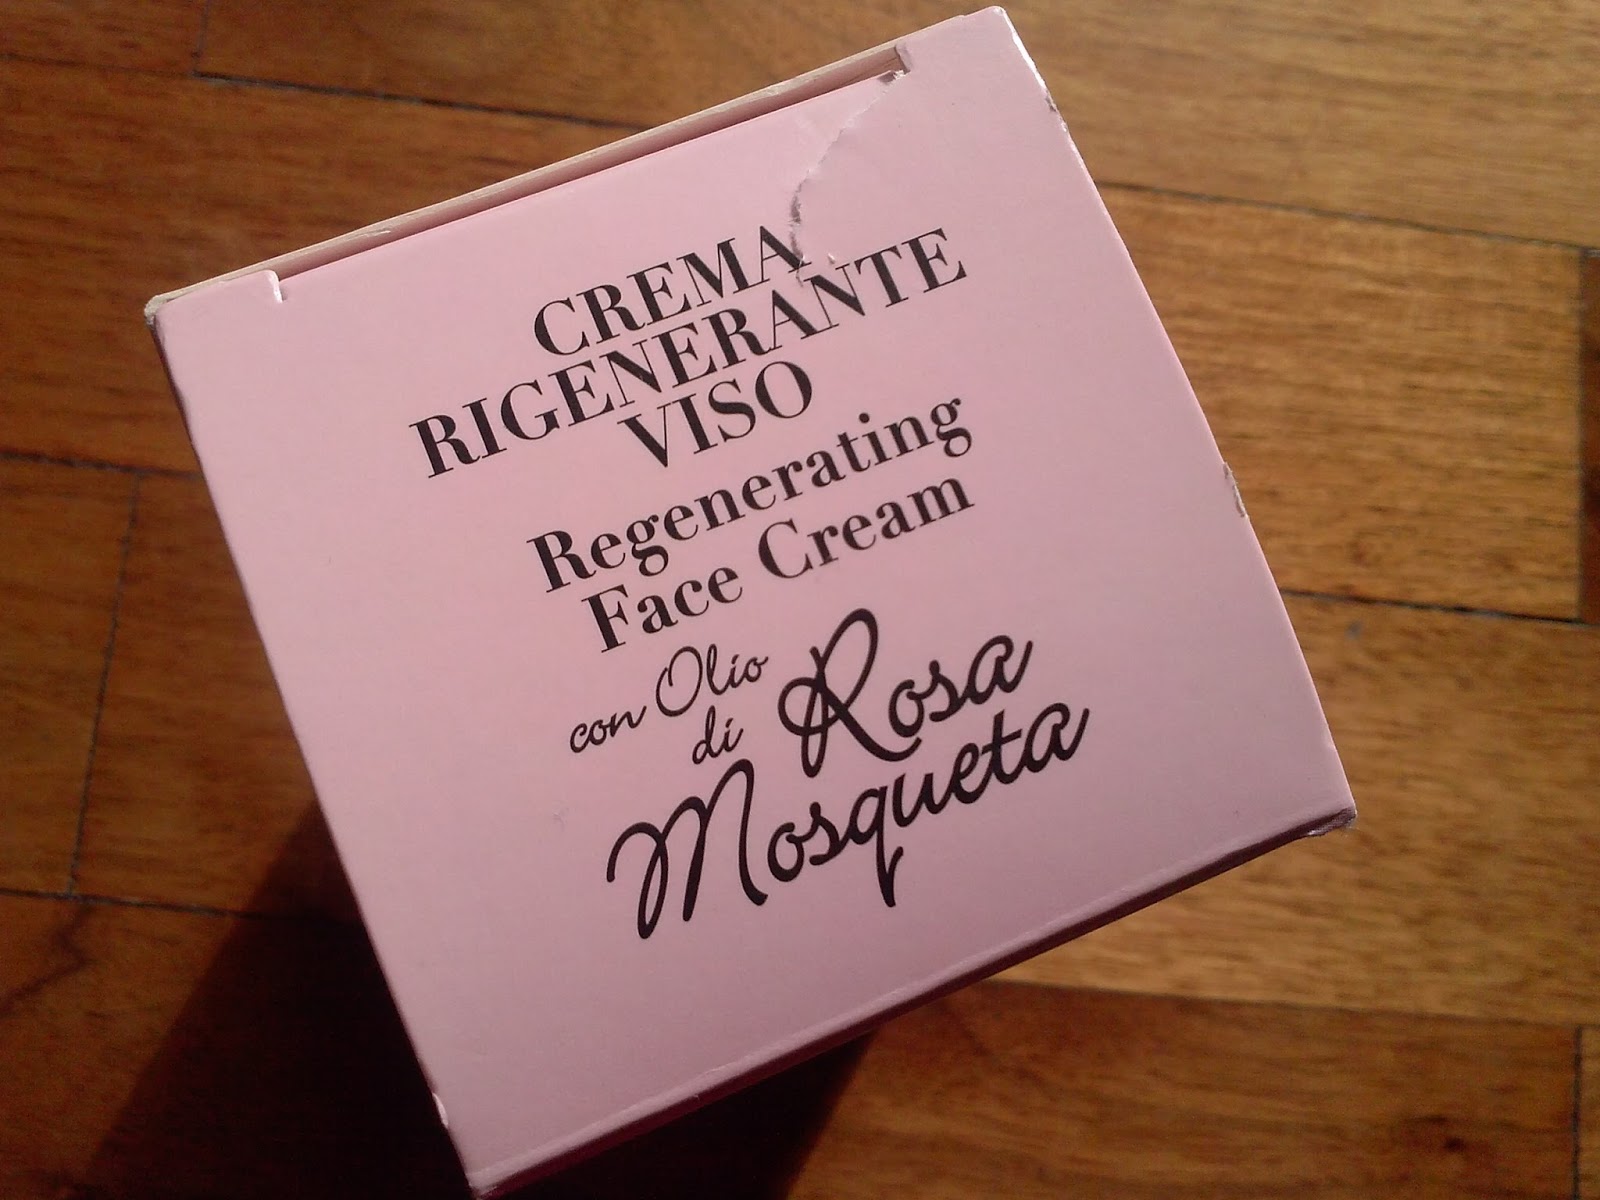 CREMA
RIGENERANTE
VISO
Regenerating
Face Cream
con Olio
di Rosa
Mosqueta